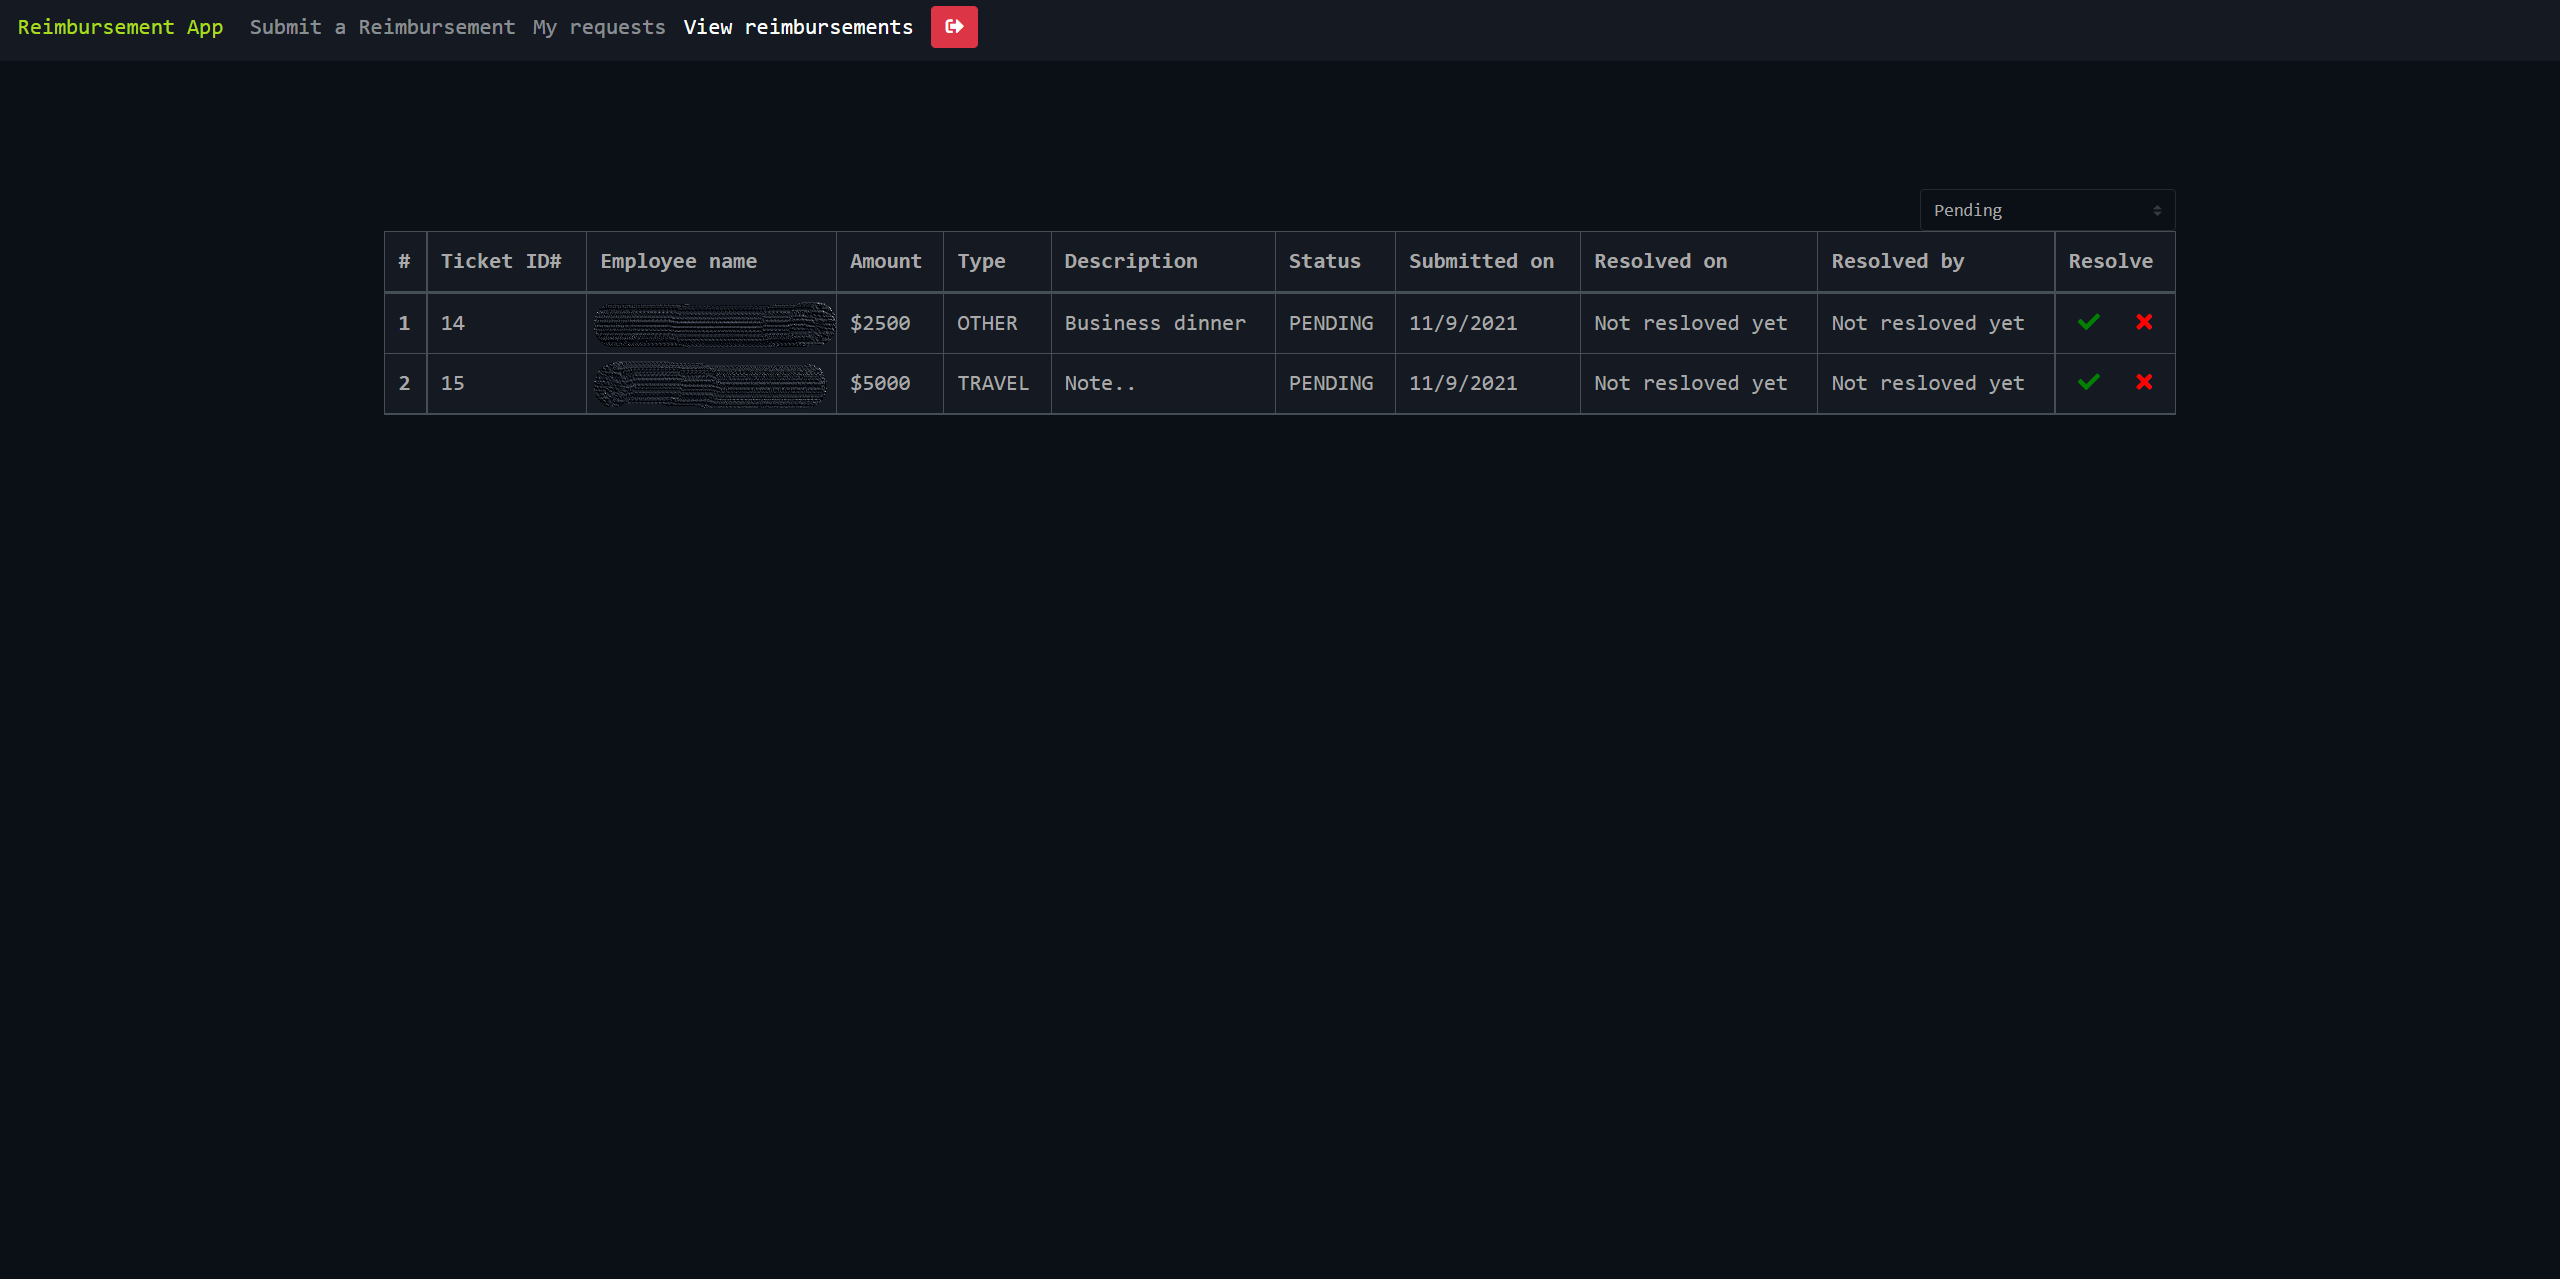 Reimbursement App Submit a Reimbursement My requests View reimbursements
Pending
# Ticket ID# Employee name Amount Type Description Status Submitted on Resolved on Resolved by Resolve
1 14 $2500 OTHER Business dinner PENDING 11/9/2021 Not resloved yet Not resloved yet
2 15 $5000 TRAVEL Note.. PENDING 11/9/2021 Not resloved yet Not resloved yet